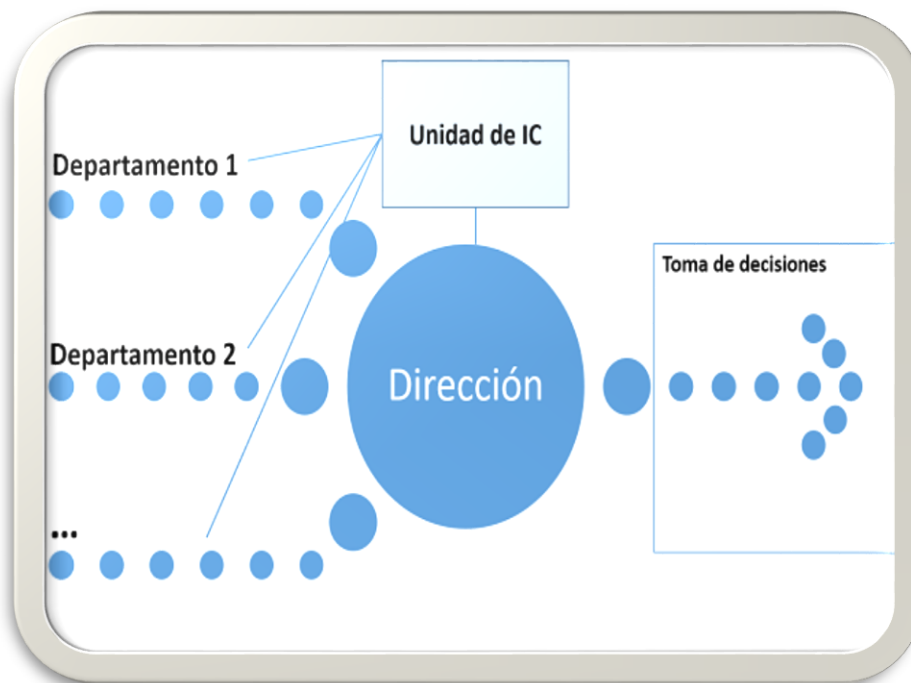 Unidad de IC
Departamento 1
Toma de decisiones
Departamento 2
Dirección
...